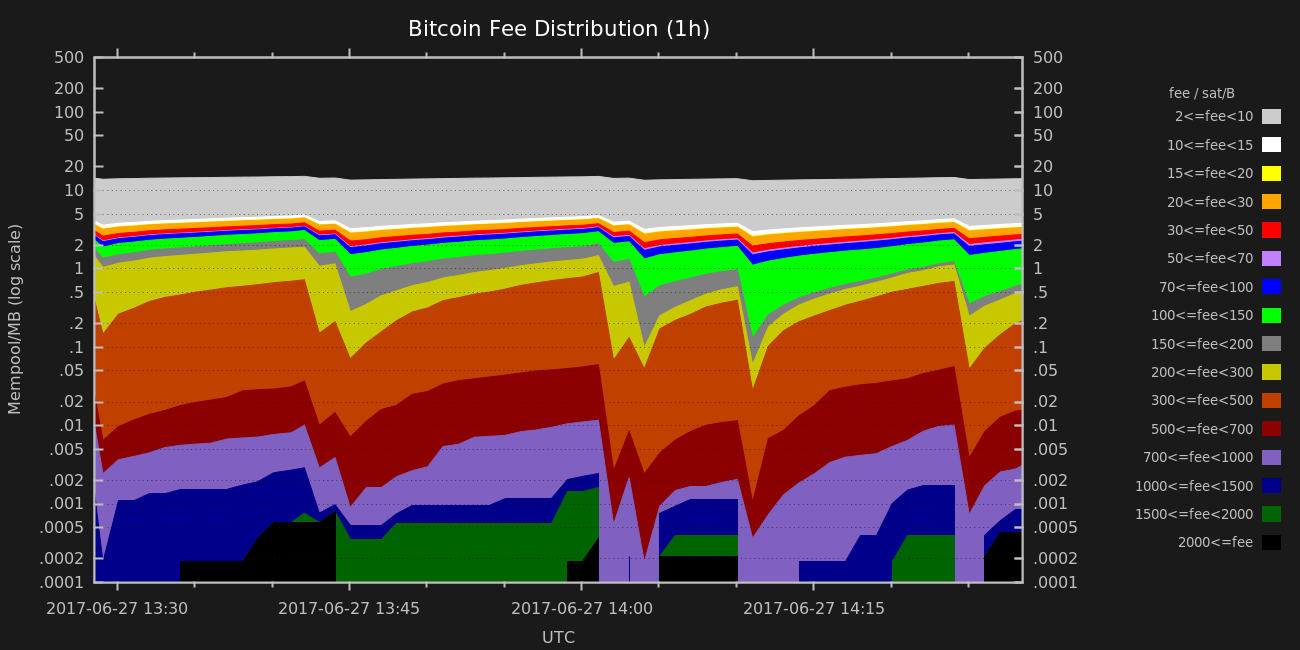 Bitcoin Fee Distribution (1h)
Mempool/MB (log scale)
500
200
100
50
20
10
5
2
1
.5
.2
.1
.05
.02
.01
.005
.002
.001
.0005
.0002
.0001
500
200
100
50
20
10
5
2
1
.5
.2
.1
.05
.02
.01
.005
.002
.001
.0005
.0002
.0001
2017-06-27 13:30
2017-06-27 13:45
2017-06-27 14:00
2017-06-27 14:15
UTC
fee / sat/B
2<=fee<10
10<=fee<15
15<=fee<20
20<=fee<30
30<=fee<50
50<=fee<70
70<=fee<100
100<=fee<150
150<=fee<200
200<=fee<300
300<=fee<500
500<=fee<700
700<=fee<1000
1000<=fee<1500
1500<=fee<2000
2000<=fee